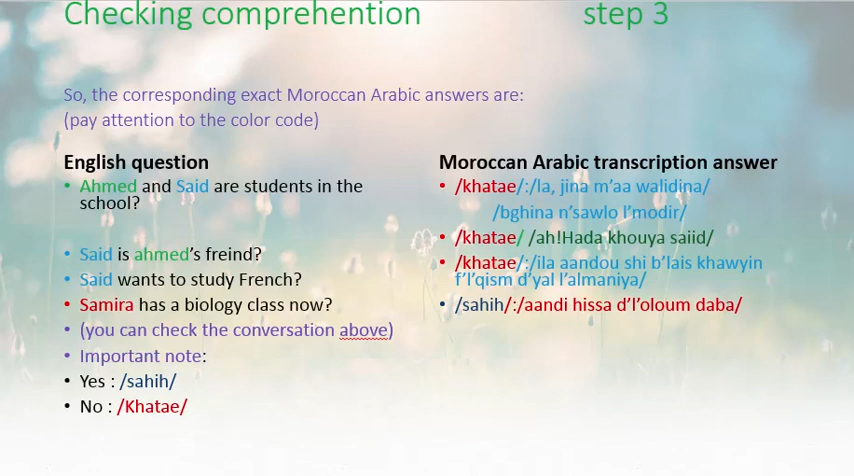 Checking comprehention
step 3
So, the corresponding exact Moroccan Arabic answers are:
(pay attention to the color code)
English question
• Ahmed and Said are students in the
school?
• Said is ahmed's freind?
• Said wants to study French?
• Samira has a biology class now?
• (you can check the conversation above)
• Important note:
• Yes : /sahih/
• No : /Khatae/
Moroccan Arabic transcription answer
• /khatae/:/la, jina m'aa walidina/
/bghina n'sawlo l'modir/
• /khatae/ /ah!Hada khouya saiid/
• /khatae/:/ila aandou shi b'lais khawyin
f'l'qism d'yal l'almaniya/
• /sahih/:/aandi hissa d'l'oloum daba/